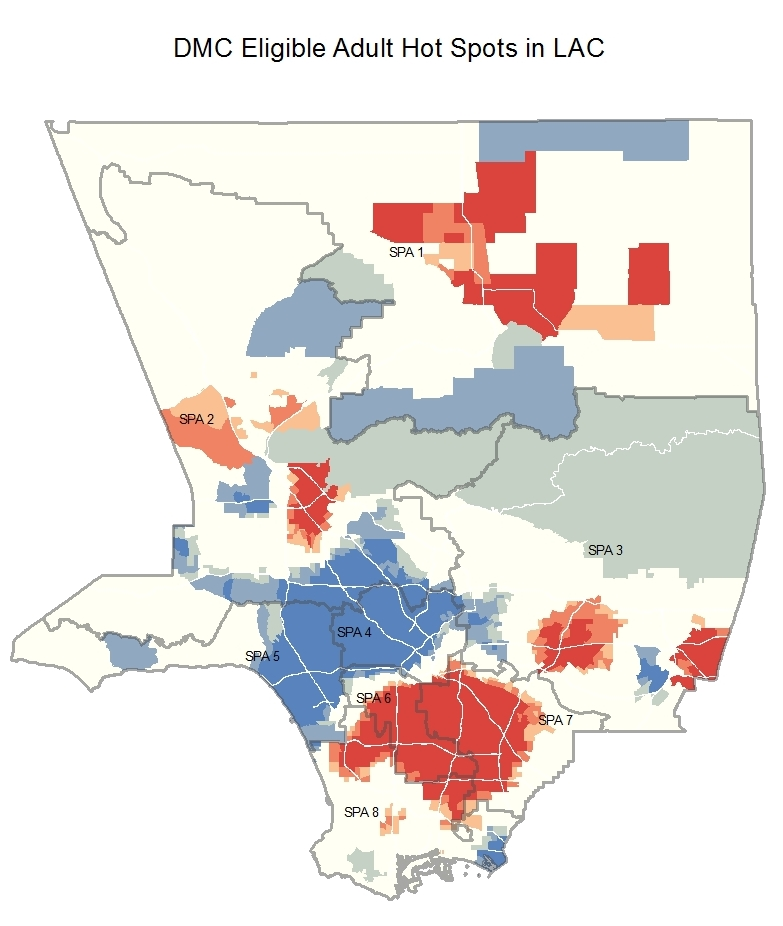 DMC Eligible Adult Hot Spots in LAC
SPA 1
SPA 2
SPA 3
SPA 4
SPA 5
SPA 6
SPA 7
SPA 8